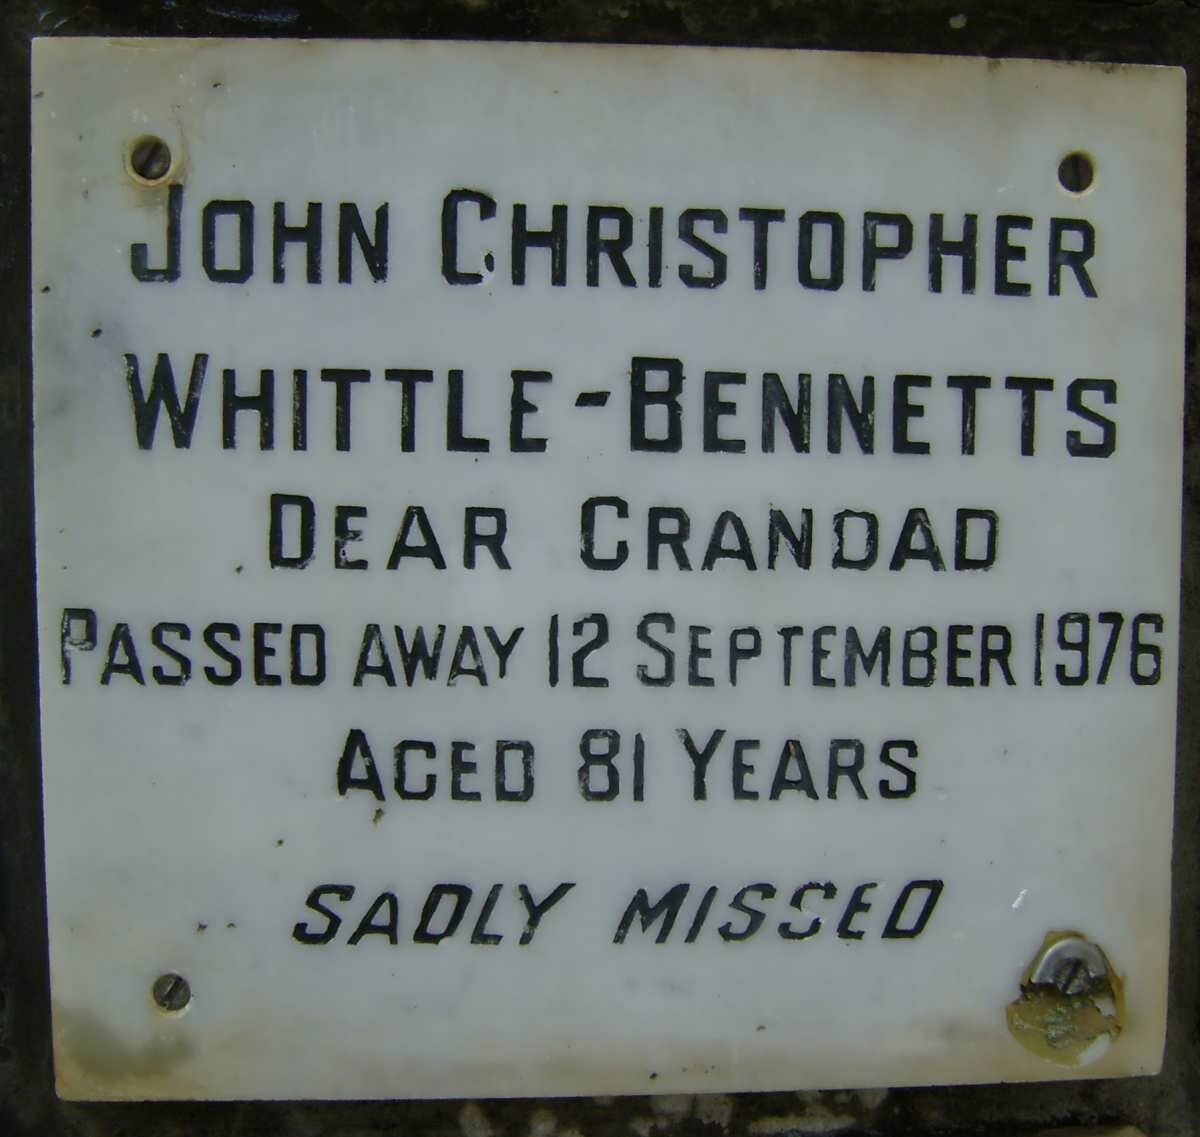 JOHN CHRISTOPHER
WHITTLE-BENNETTS
DEAR GRANDAD
PASSED AWAY 12 SEPTEMBER 1976
AGED 81 YEARS
SADLY MISSED